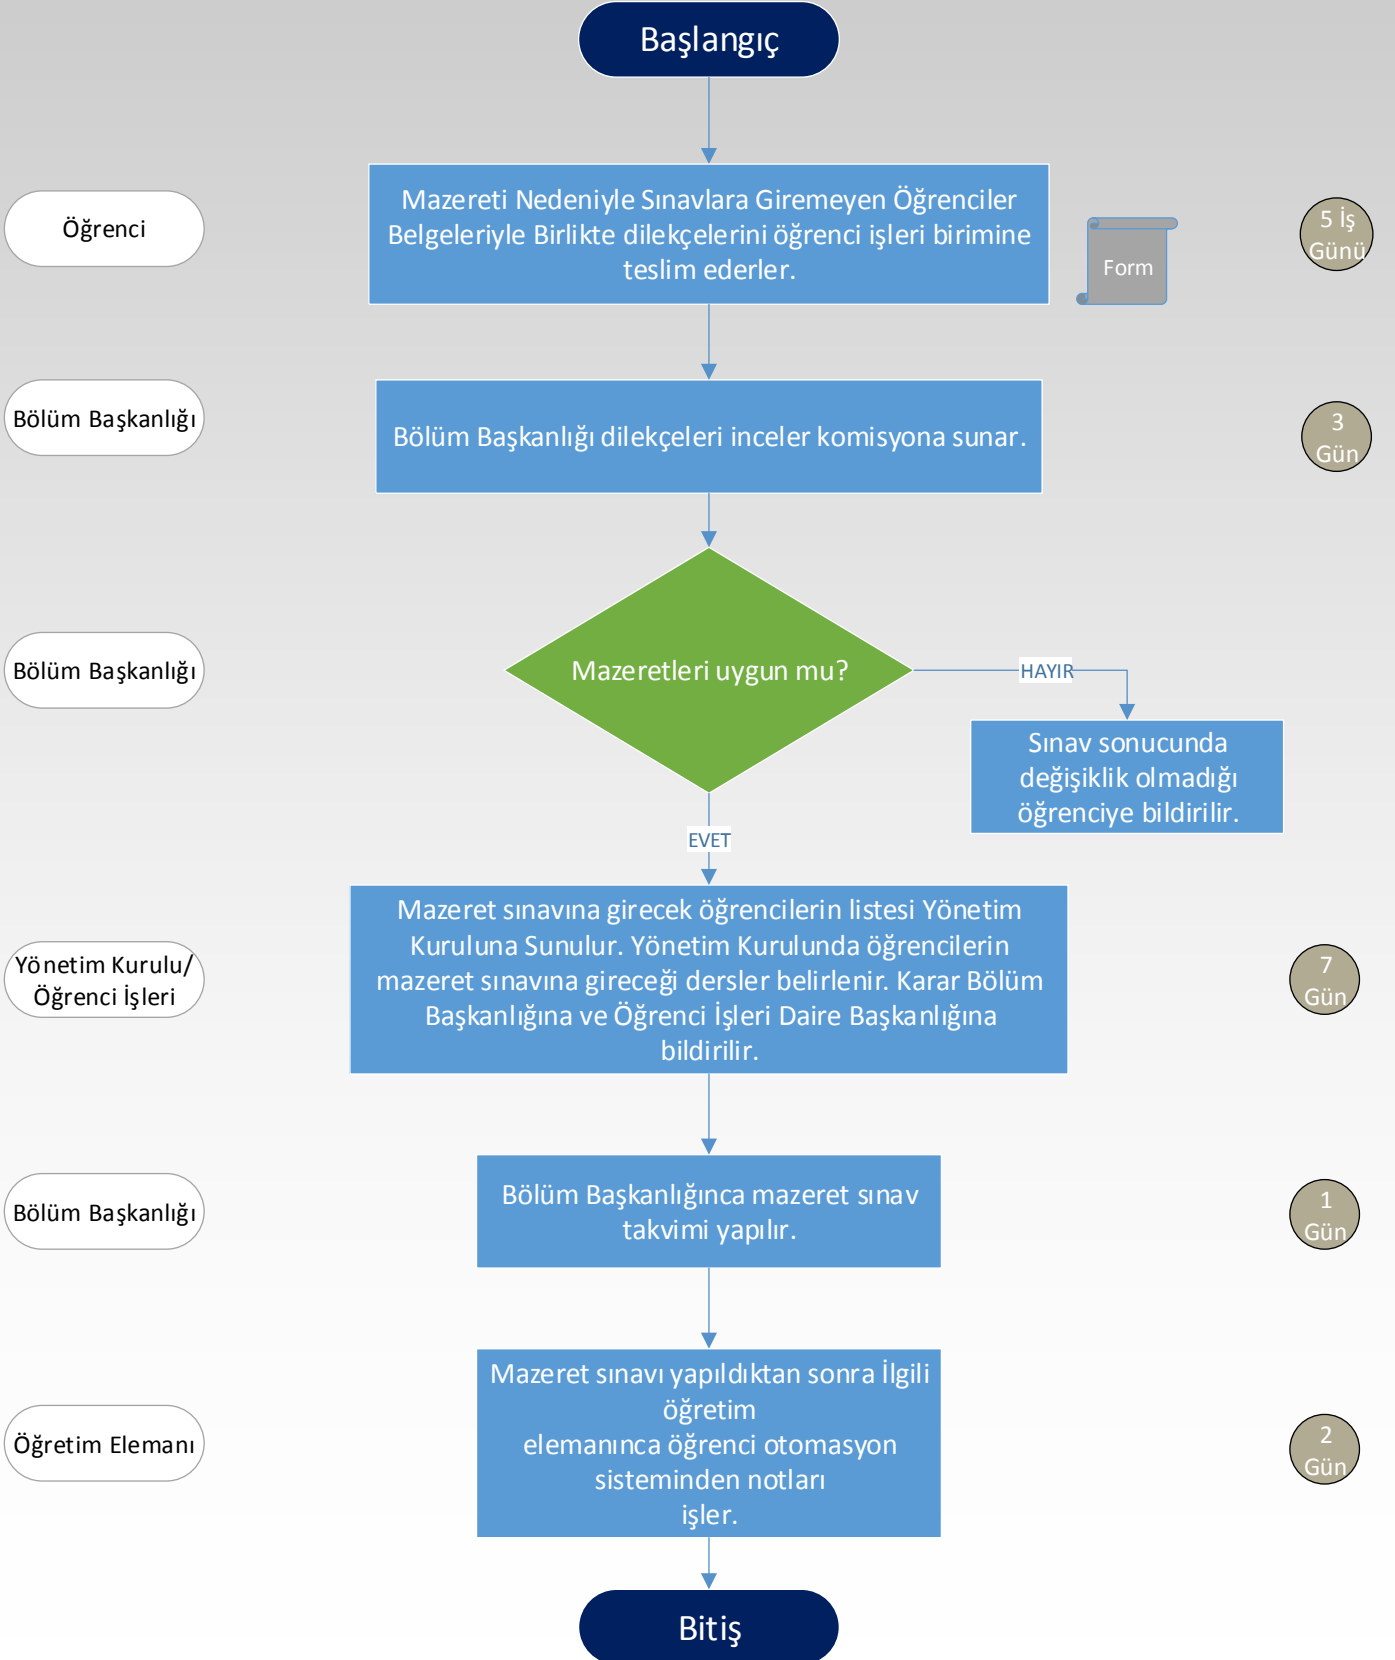 Başlangıç
Öğrenci
Mazereti Nedeniyle Sınavlara Giremeyen Öğrenciler
Belgeleriyle Birlikte dilekçelerini öğrenci işleri birimine
teslim ederler.
Form
5 İş
Günü
Bölüm Başkanlığı
Bölüm Başkanlığı dilekçeleri inceler komisyona sunar.
3
Gün
Bölüm Başkanlığı
Mazeretleri uygun mu?
HAYIR
Sınav sonucunda
değişiklik olmadığı
öğrenciye bildirilir.
EVET
Yönetim Kurulu/
Öğrenci İşleri
Mazeret sınavına girecek öğrencilerin listesi Yönetim
Kuruluna Sunulur. Yönetim Kurulunda öğrencilerin
mazeret sınavına gireceği dersler belirlenir. Karar Bölüm
Başkanlığına ve Öğrenci İşleri Daire Başkanlığına
bildirilir.
7
Gün
Bölüm Başkanlığı
Bölüm Başkanlığınca mazeret sınav
takvimi yapılır.
1
Gün
Öğretim Elemanı
Mazeret sınavı yapıldıktan sonra İlgili
öğretim
elemanınca öğrenci otomasyon
sisteminden notları
işler.
2
Gün
Bitiş